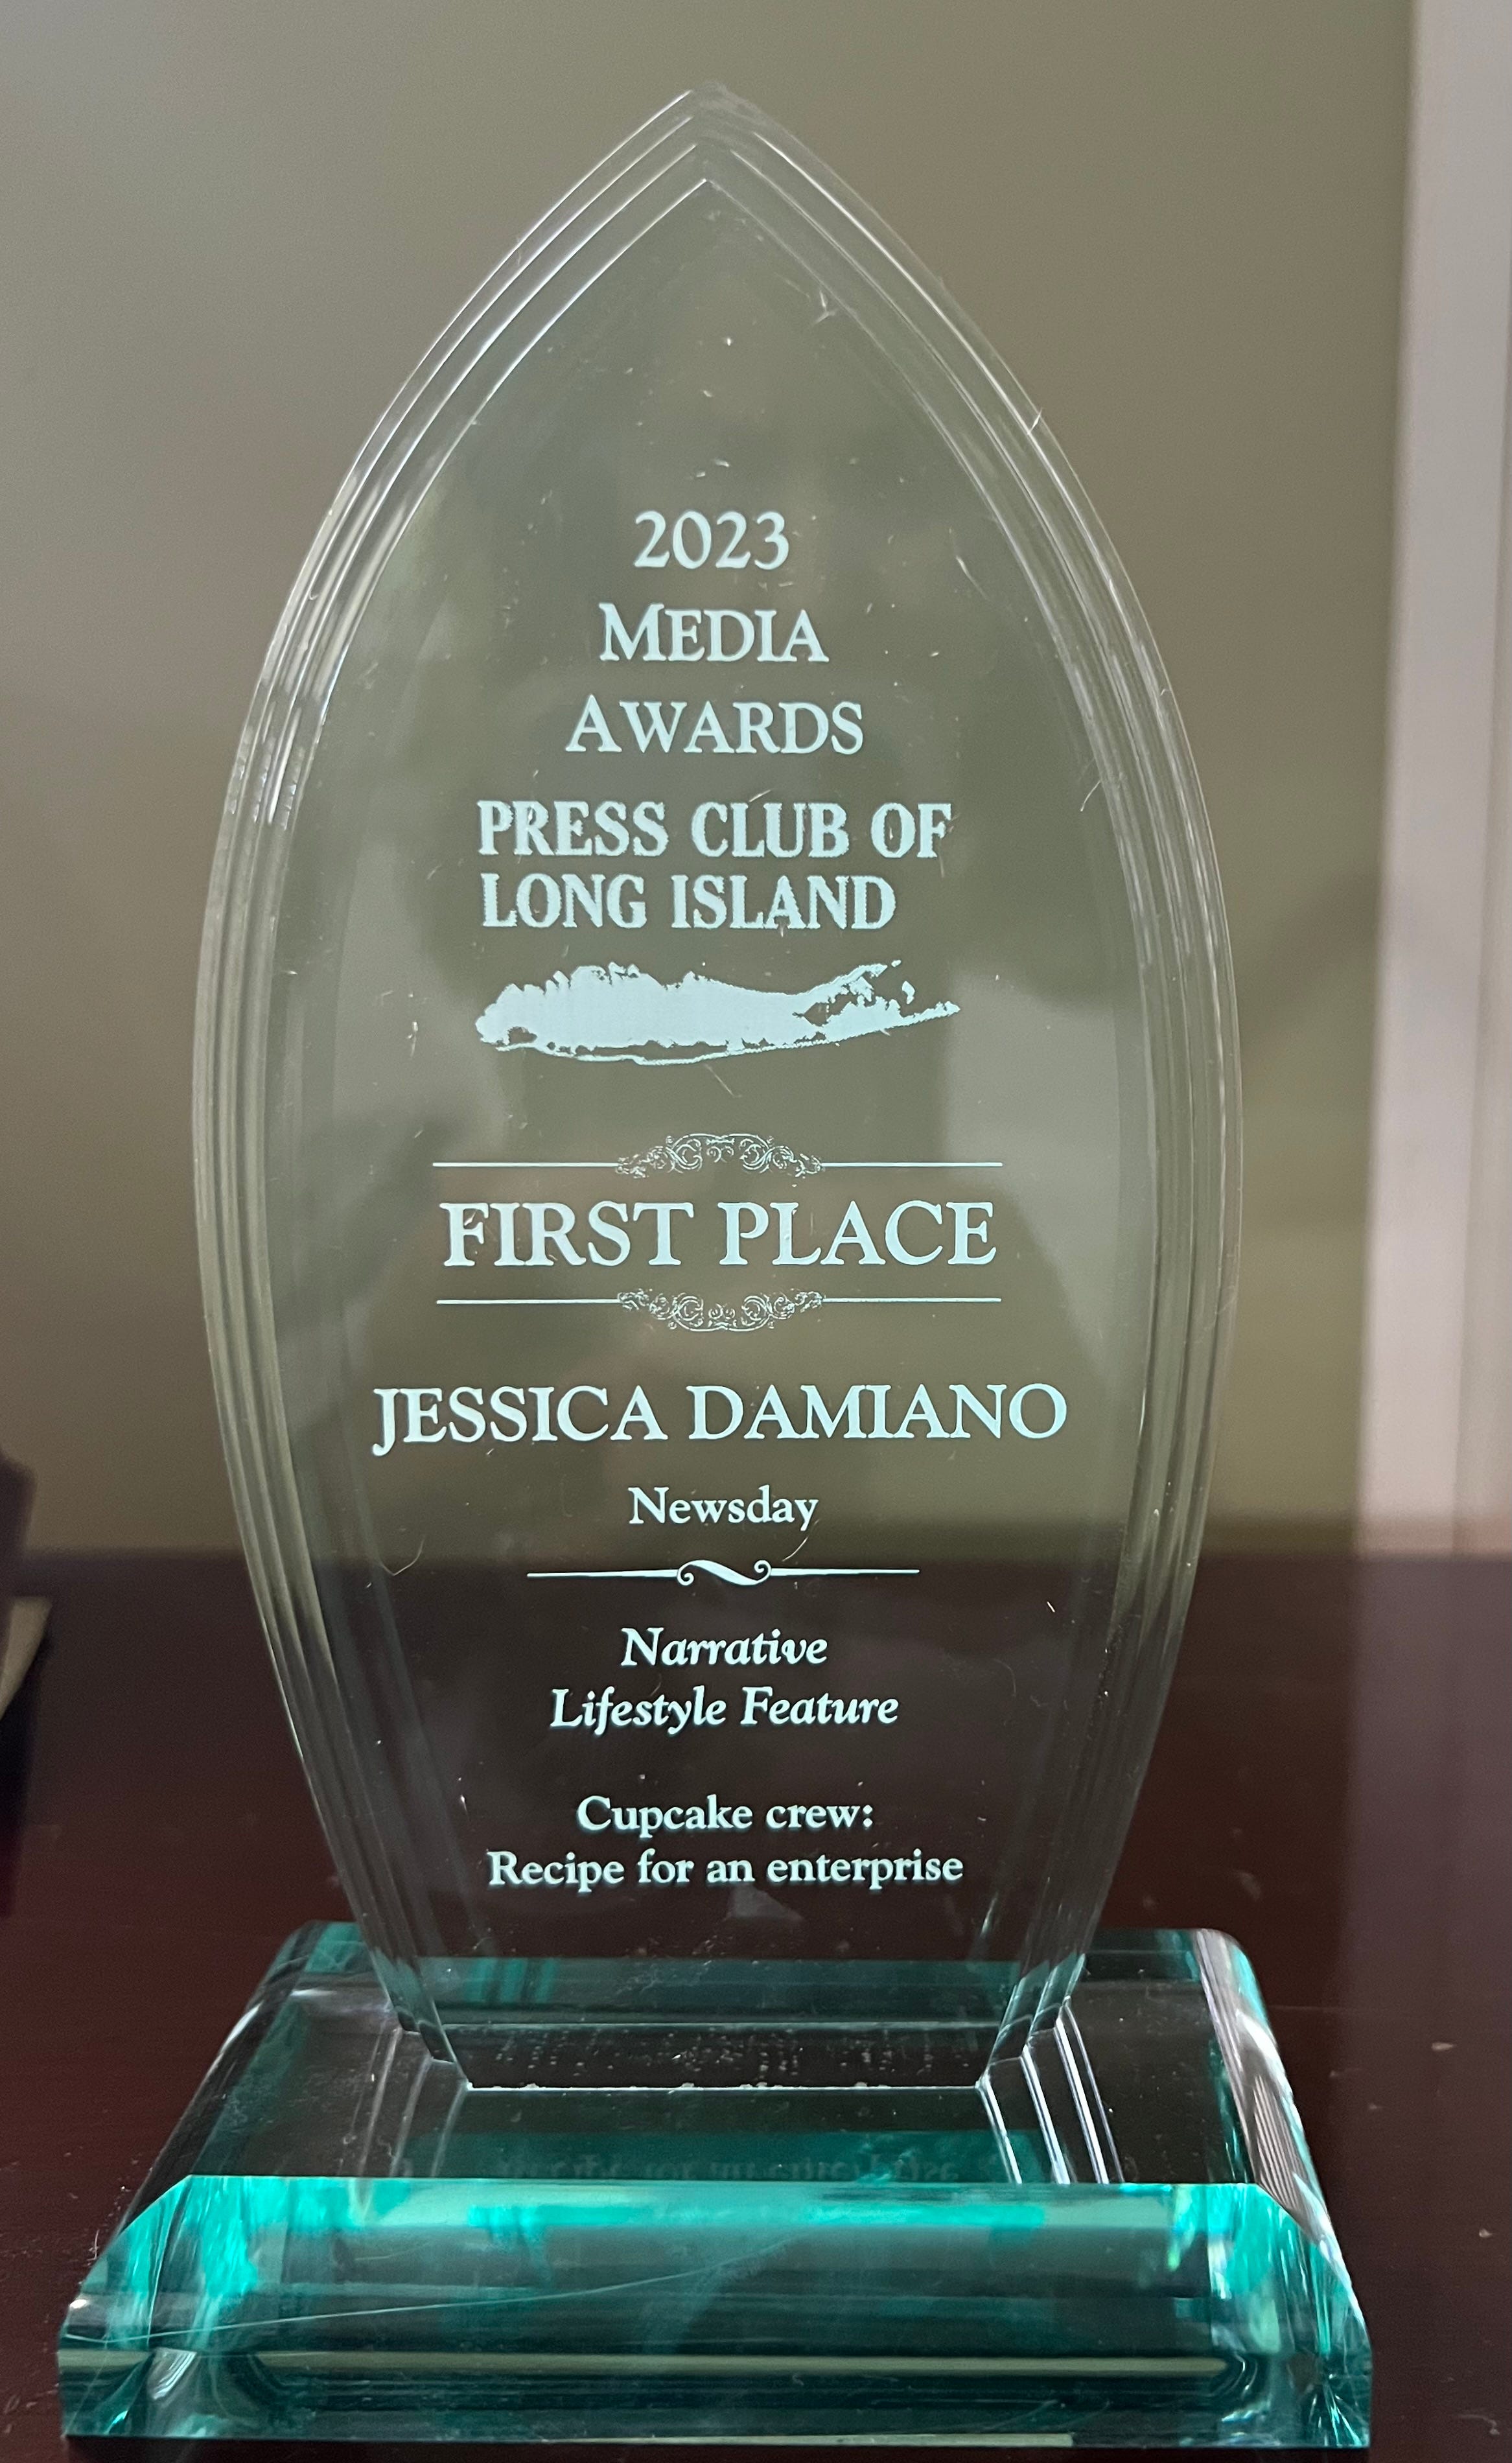 2023
MEDIA
AWARDS
PRESS CLUB OF
LONG ISLAND
FIRST PLACE
JESSICA DAMIANO
Newsday
Narrative
Lifestyle Feature
Cupcake crew:
Recipe for an enterprise